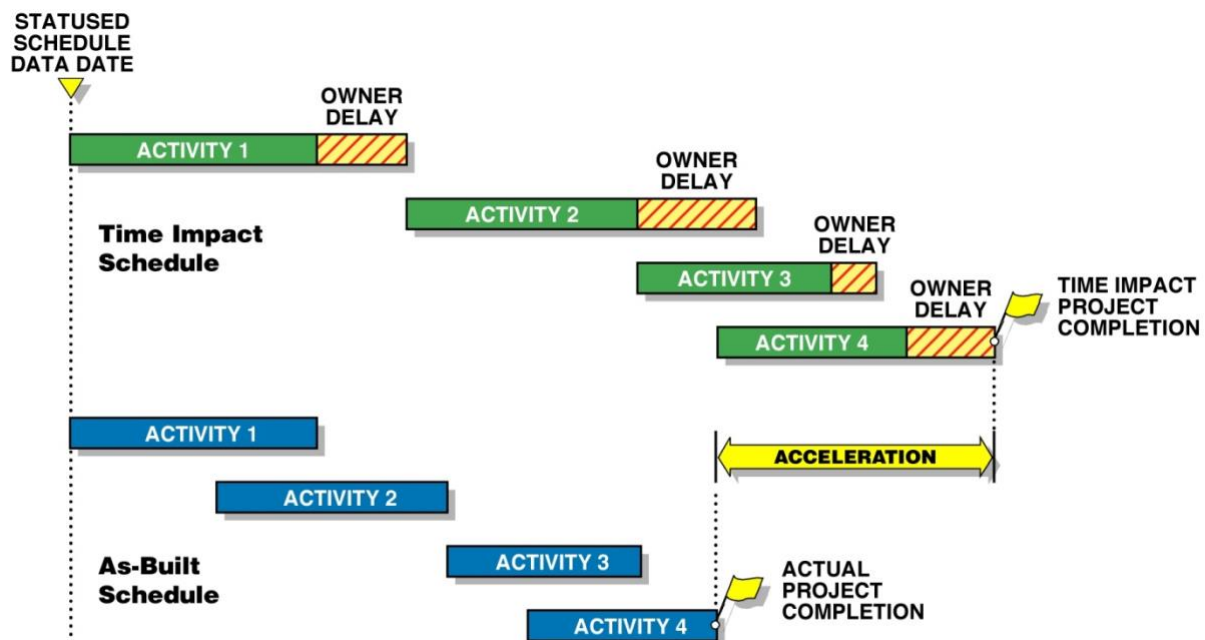 STATUSED
SCHEDULE
DATA DATE
OWNER
DELAY
ACTIVITY 1
OWNER
DELAY
ACTIVITY 2
Time Impact
Schedule
OWNER
DELAY
ACTIVITY 3
OWNER
DELAY
ACTIVITY 4
TIME IMPACT
PROJECT
COMPLETION
ACTIVITY 1
ACCELERATION
ACTIVITY 2
As-Built
Schedule
ACTIVITY 3
ACTIVITY 4
ACTUAL
PROJECT
COMPLETION